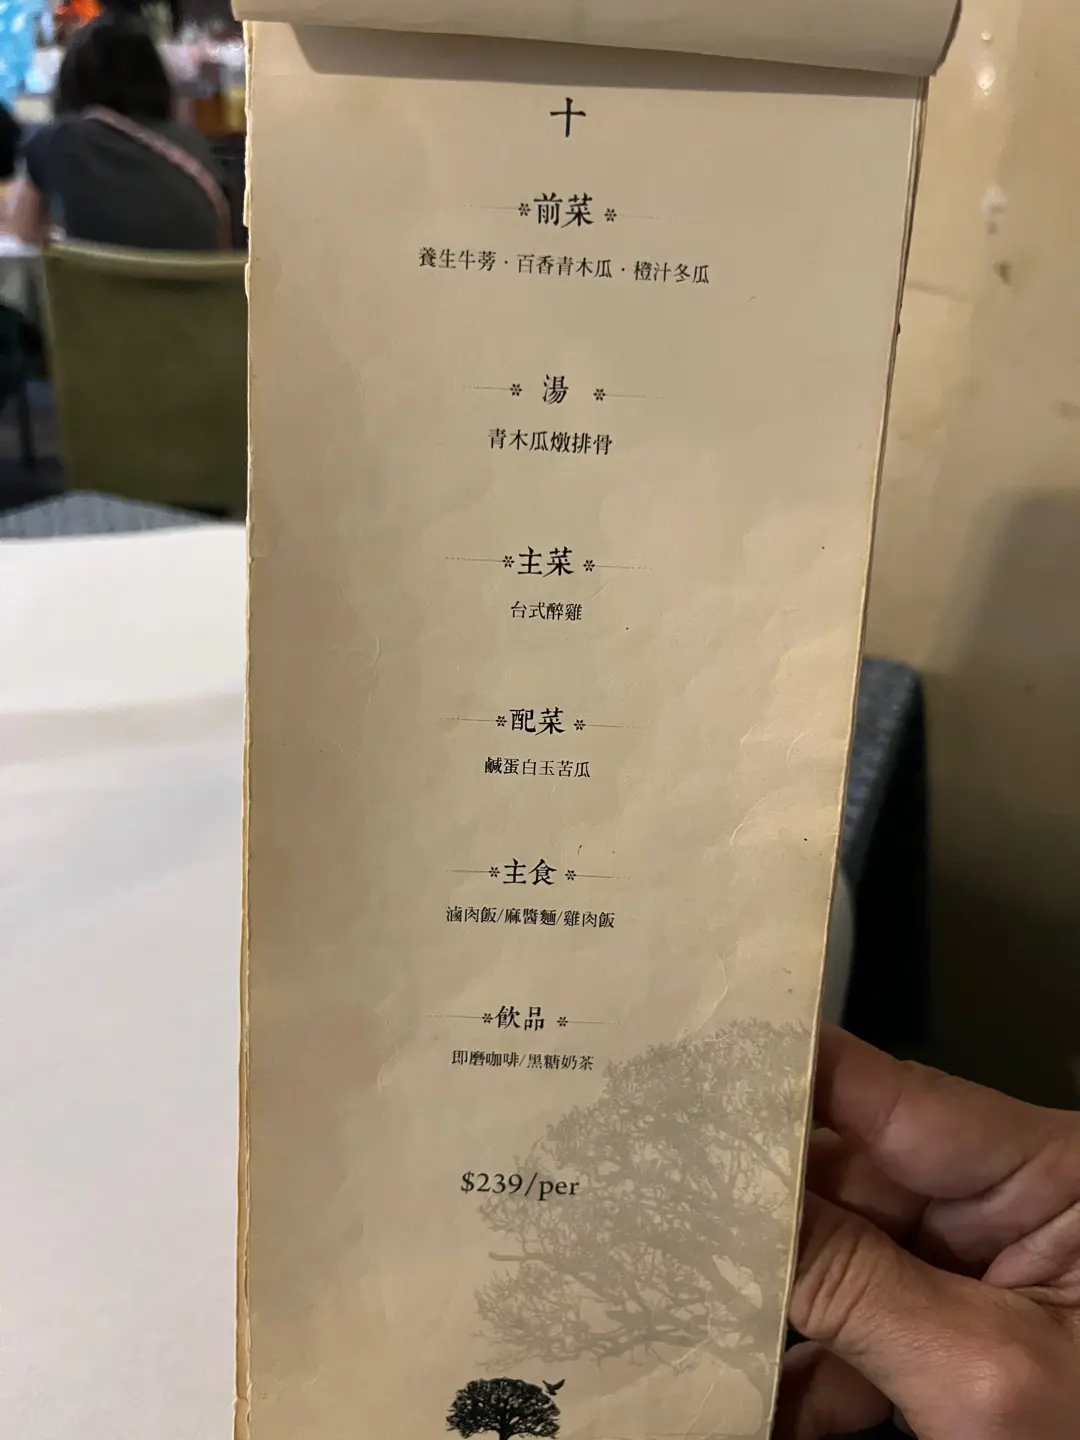 十
前菜
養生牛蒡·百香青木瓜·橙汁冬瓜
湯
青木瓜燉排骨
主菜
台式醉雞
配菜
鹹蛋白玉苦瓜
主食
滷肉飯/麻醬麵/雞肉飯
飲品
即磨咖啡/黑糖奶茶
$239/per